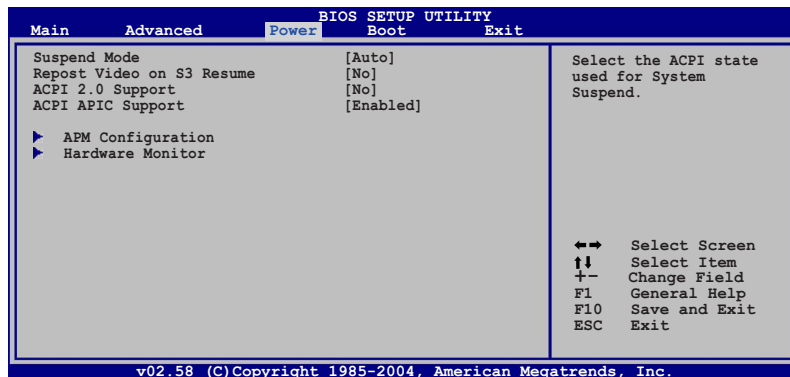 BIOS SETUP UTILITY
Main Advanced Power Boot Exit
Suspend Mode [Auto]
Repost Video on S3 Resume [No]
ACPI 2.0 Support [No]
ACPI APIC Support [Enabled]
APM Configuration
Hardware Monitor
Select the ACPI state
used for System
Suspend.
←→ Select Screen
↑↓ Select Item
+- Change Field
F1 General Help
F10 Save and Exit
ESC Exit
v02.58 (C)Copyright 1985-2004, American Megatrends, Inc.